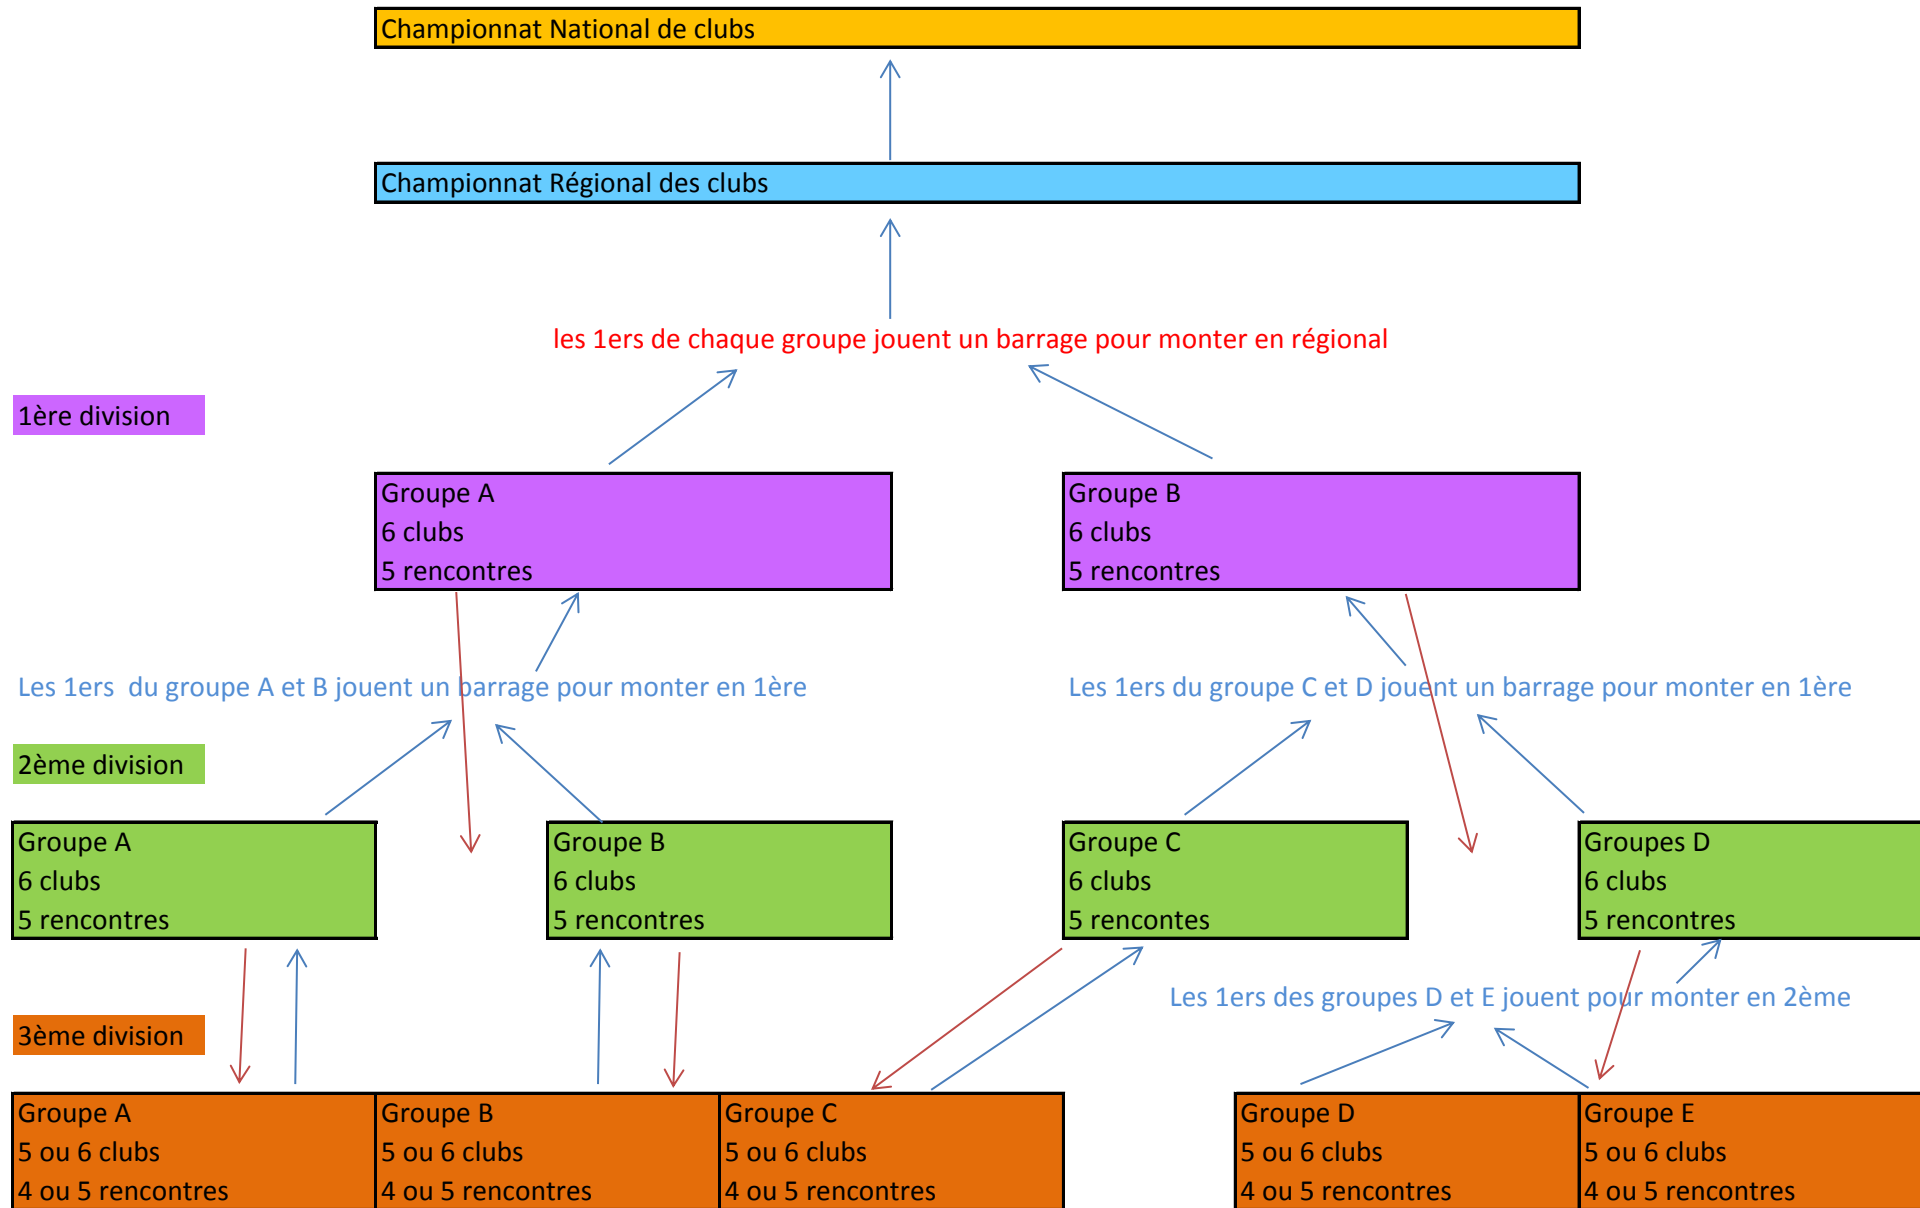 Championnat National de clubs
Championnat Régional des clubs
les 1ers de chaque groupe jouent un barrage pour monter en régional
1ère division
Groupe A
6 clubs
5 rencontres
Groupe B
6 clubs
5 rencontres
Les 1ers  du groupe A et B jouent un barrage pour monter en 1ère
Les 1ers du groupe C et D jouent un barrage pour monter en 1ère
2ème division
Groupe A
6 clubs
5 rencontres
Groupe B
6 clubs
5 rencontres
Groupe C
6 clubs
5 rencontes
Groupes D
6 clubs
5 rencontres
Les 1ers des groupes D et E jouent pour monter en 2ème
3ème division
Groupe A
5 ou 6 clubs
4 ou 5 rencontres
Groupe B
5 ou 6 clubs
4 ou 5 rencontres
Groupe C
5 ou 6 clubs
4 ou 5 rencontres
Groupe D
5 ou 6 clubs
4 ou 5 rencontres
Groupe E
5 ou 6 clubs
4 ou 5 rencontres